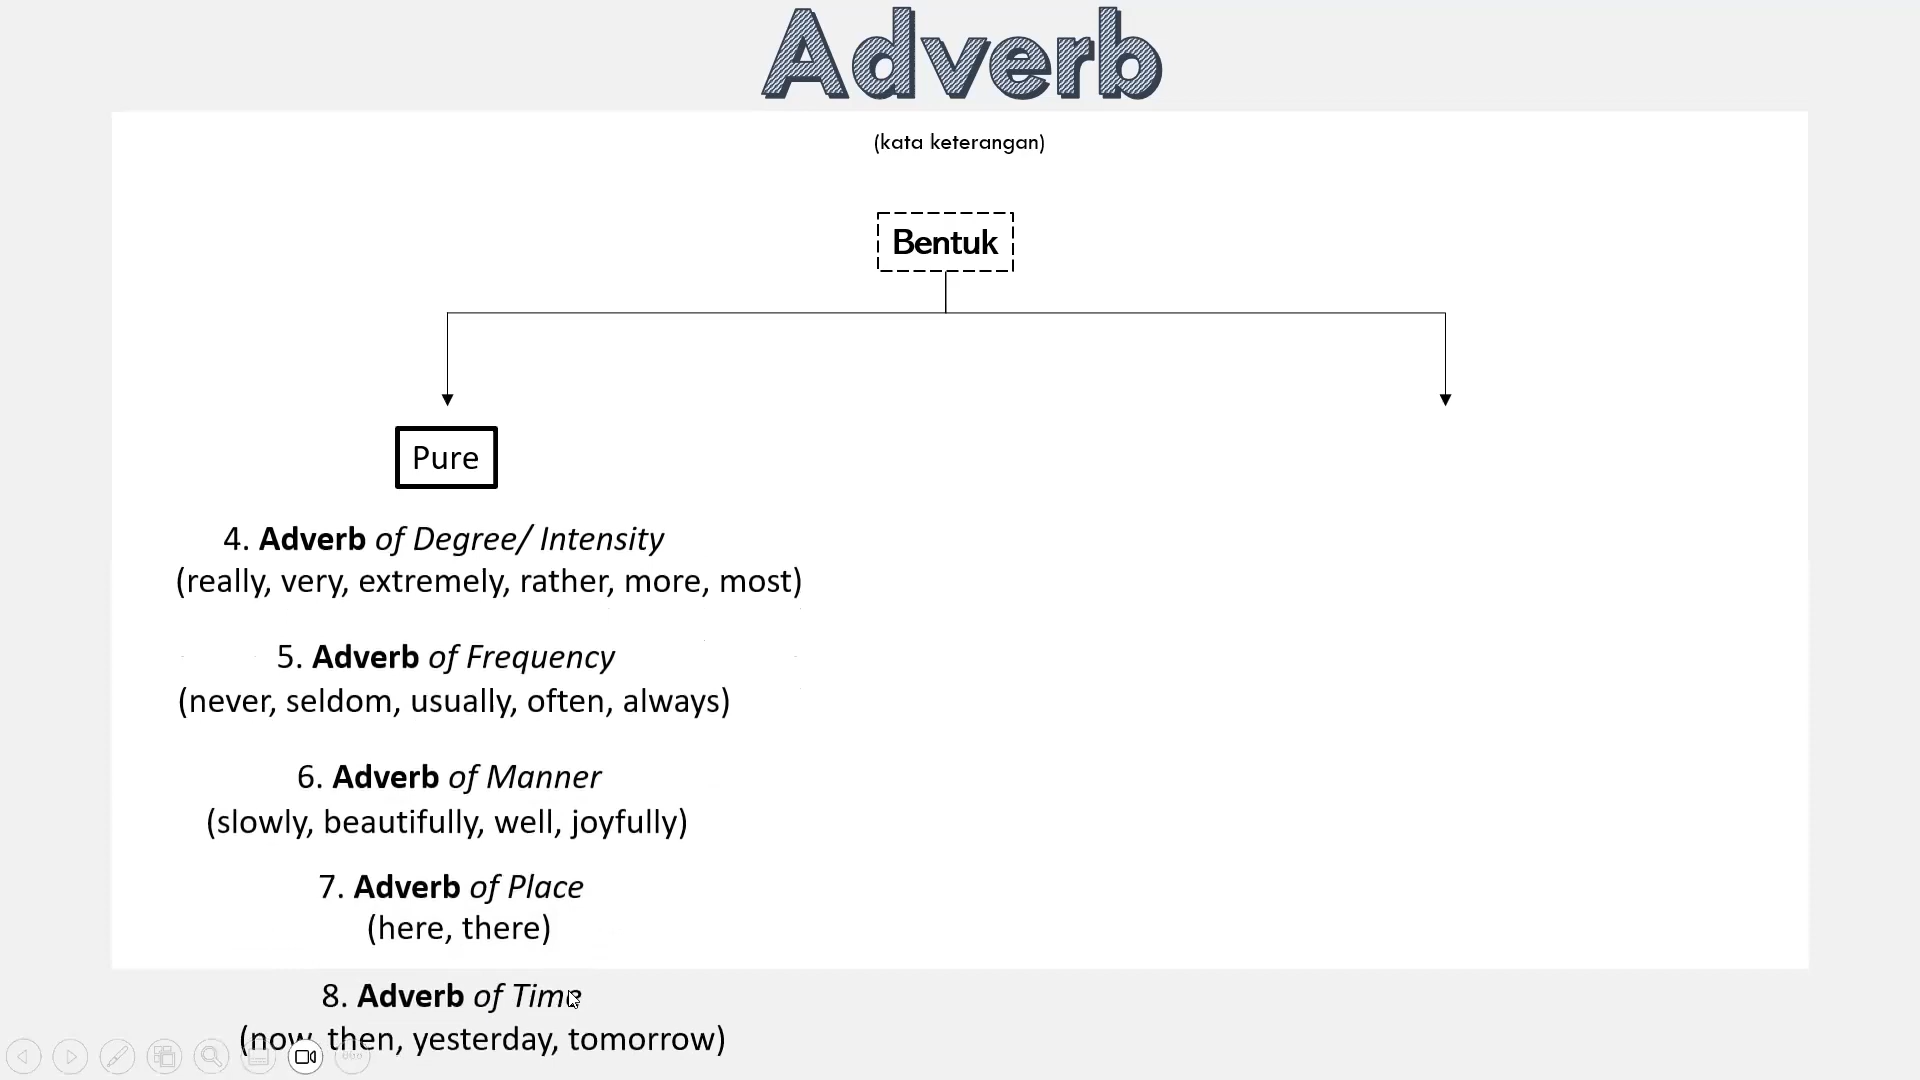 Adverb
(kata keterangan)
Bentuk
Pure
4. Adverb of Degree/ Intensity
(really, very, extremely, rather, more, most)
5. Adverb of Frequency
(never, seldom, usually, often, always)
6. Adverb of Manner
(slowly, beautifully, well, joyfully)
7. Adverb of Place
(here, there)
8. Adverb of Time
(now, then, yesterday, tomorrow)